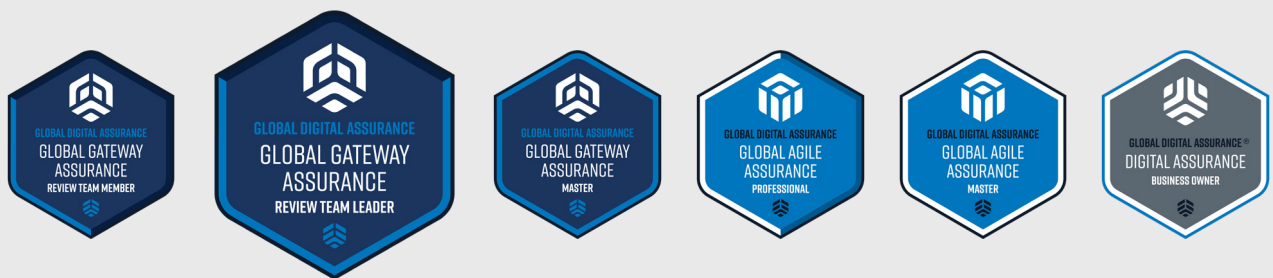 GLOBAL DIGITAL ASSURANCE
GLOBAL GATEWAY
ASSURANCE
REVIEW TEAM MEMBER
GLOBAL DIGITAL ASSURANCE
GLOBAL GATEWAY
ASSURANCE
REVIEW TEAM LEADER
GLOBAL DIGITAL ASSURANCE
GLOBAL GATEWAY
ASSURANCE
MASTER
GLOBAL DIGITAL ASSURANCE
GLOBAL AGILE
ASSURANCE
PROFESSIONAL
GLOBAL DIGITAL ASSURANCE
GLOBAL AGILE
ASSURANCE
MASTER
GLOBAL DIGITAL ASSURANCE®
DIGITAL ASSURANCE
BUSINESS OWNER